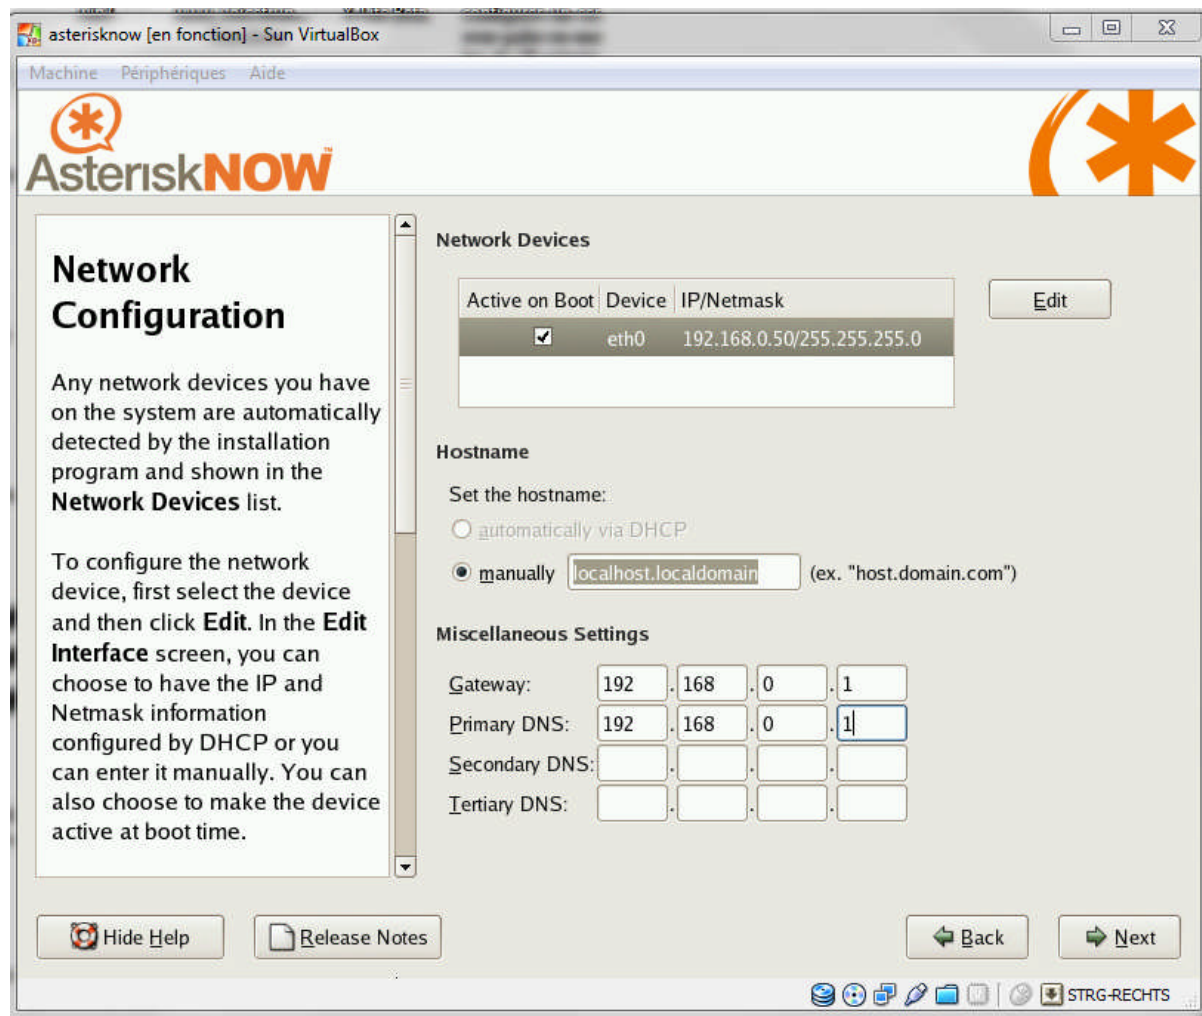 asterisknow [en fonction] - Sun VirtualBox
Machine Périphériques Aide
AsteriskNOW™
Network
Configuration
Any network devices you have
on the system are automatically
detected by the installation
program and shown in the
Network Devices list.
To configure the network
device, first select the device
and then click Edit. In the Edit
Interface screen, you can
choose to have the IP and
Netmask information
configured by DHCP or you
can enter it manually. You can
also choose to make the device
active at boot time.
Network Devices
Active on Boot Device IP/Netmask
eth0 192.168.0.50/255.255.255.0
Edit
Hostname
Set the hostname:
automatically via DHCP
manually localhost.localdomain (ex. "host.domain.com")
Miscellaneous Settings
Gateway: 192 . 168 . 0 . 1
Primary DNS: 192 . 168 . 0 . 1
Secondary DNS: . . .
Tertiary DNS: . . .
Hide Help Release Notes Back Next
STRG-RECHTS